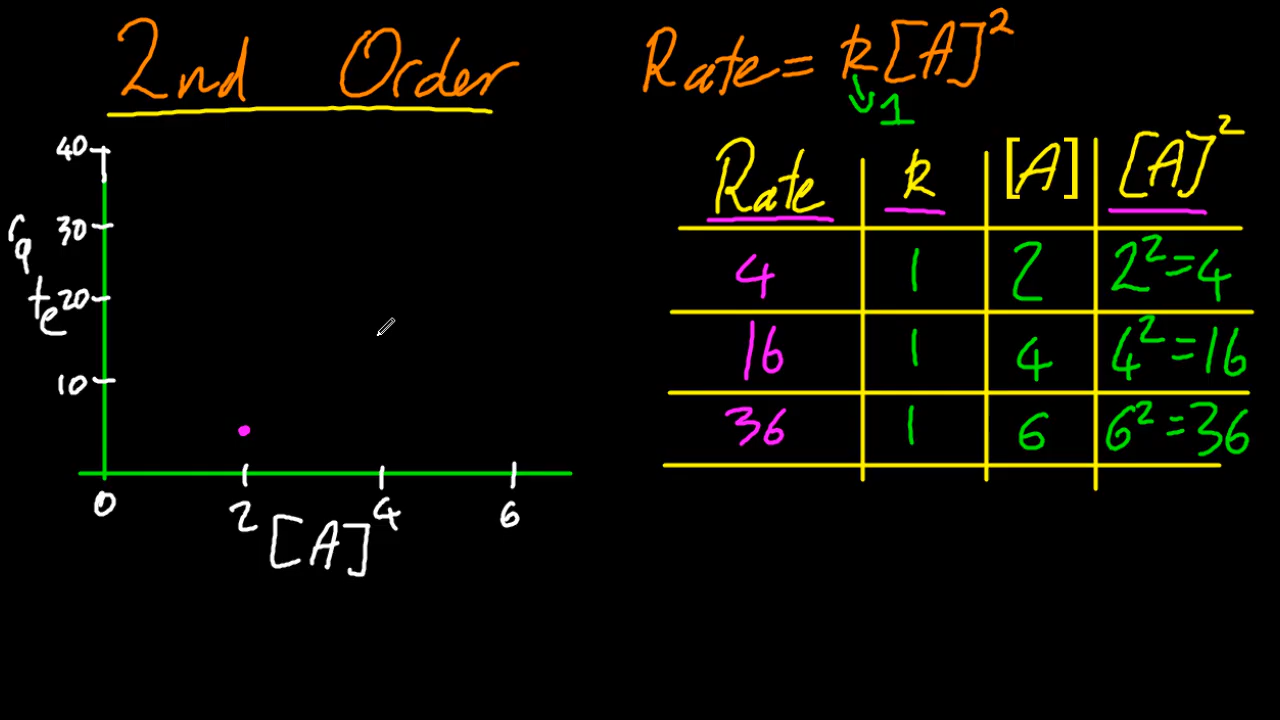 2nd Order
Rate = k[A]²
1
40
30
20
10
rate
0
2
4
6
[A]
Rate k [A] [A]²
4 1 2 2²=4
16 1 4 4²=16
36 1 6 6²=36